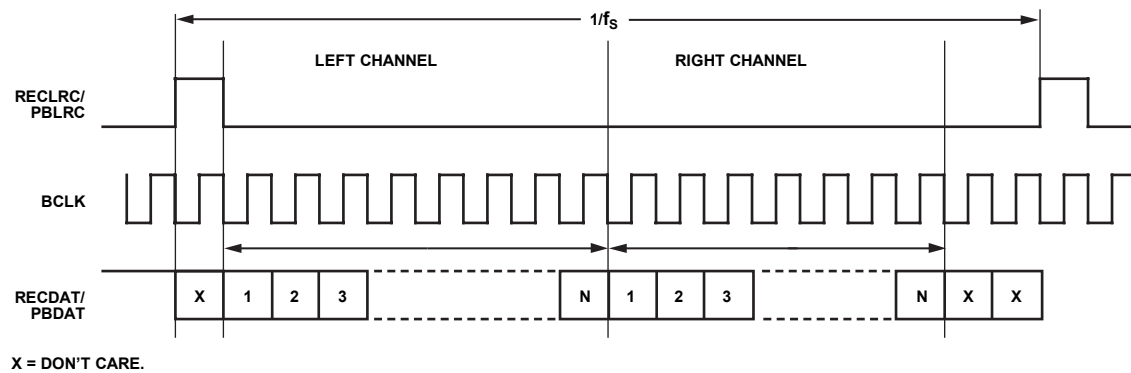 1/fS
LEFT CHANNEL
RIGHT CHANNEL
RECLRC/
PBLRC
BCLK
RECDAT/
PBDAT
X 1 2 3 N 1 2 3 N X X
X = DON'T CARE.